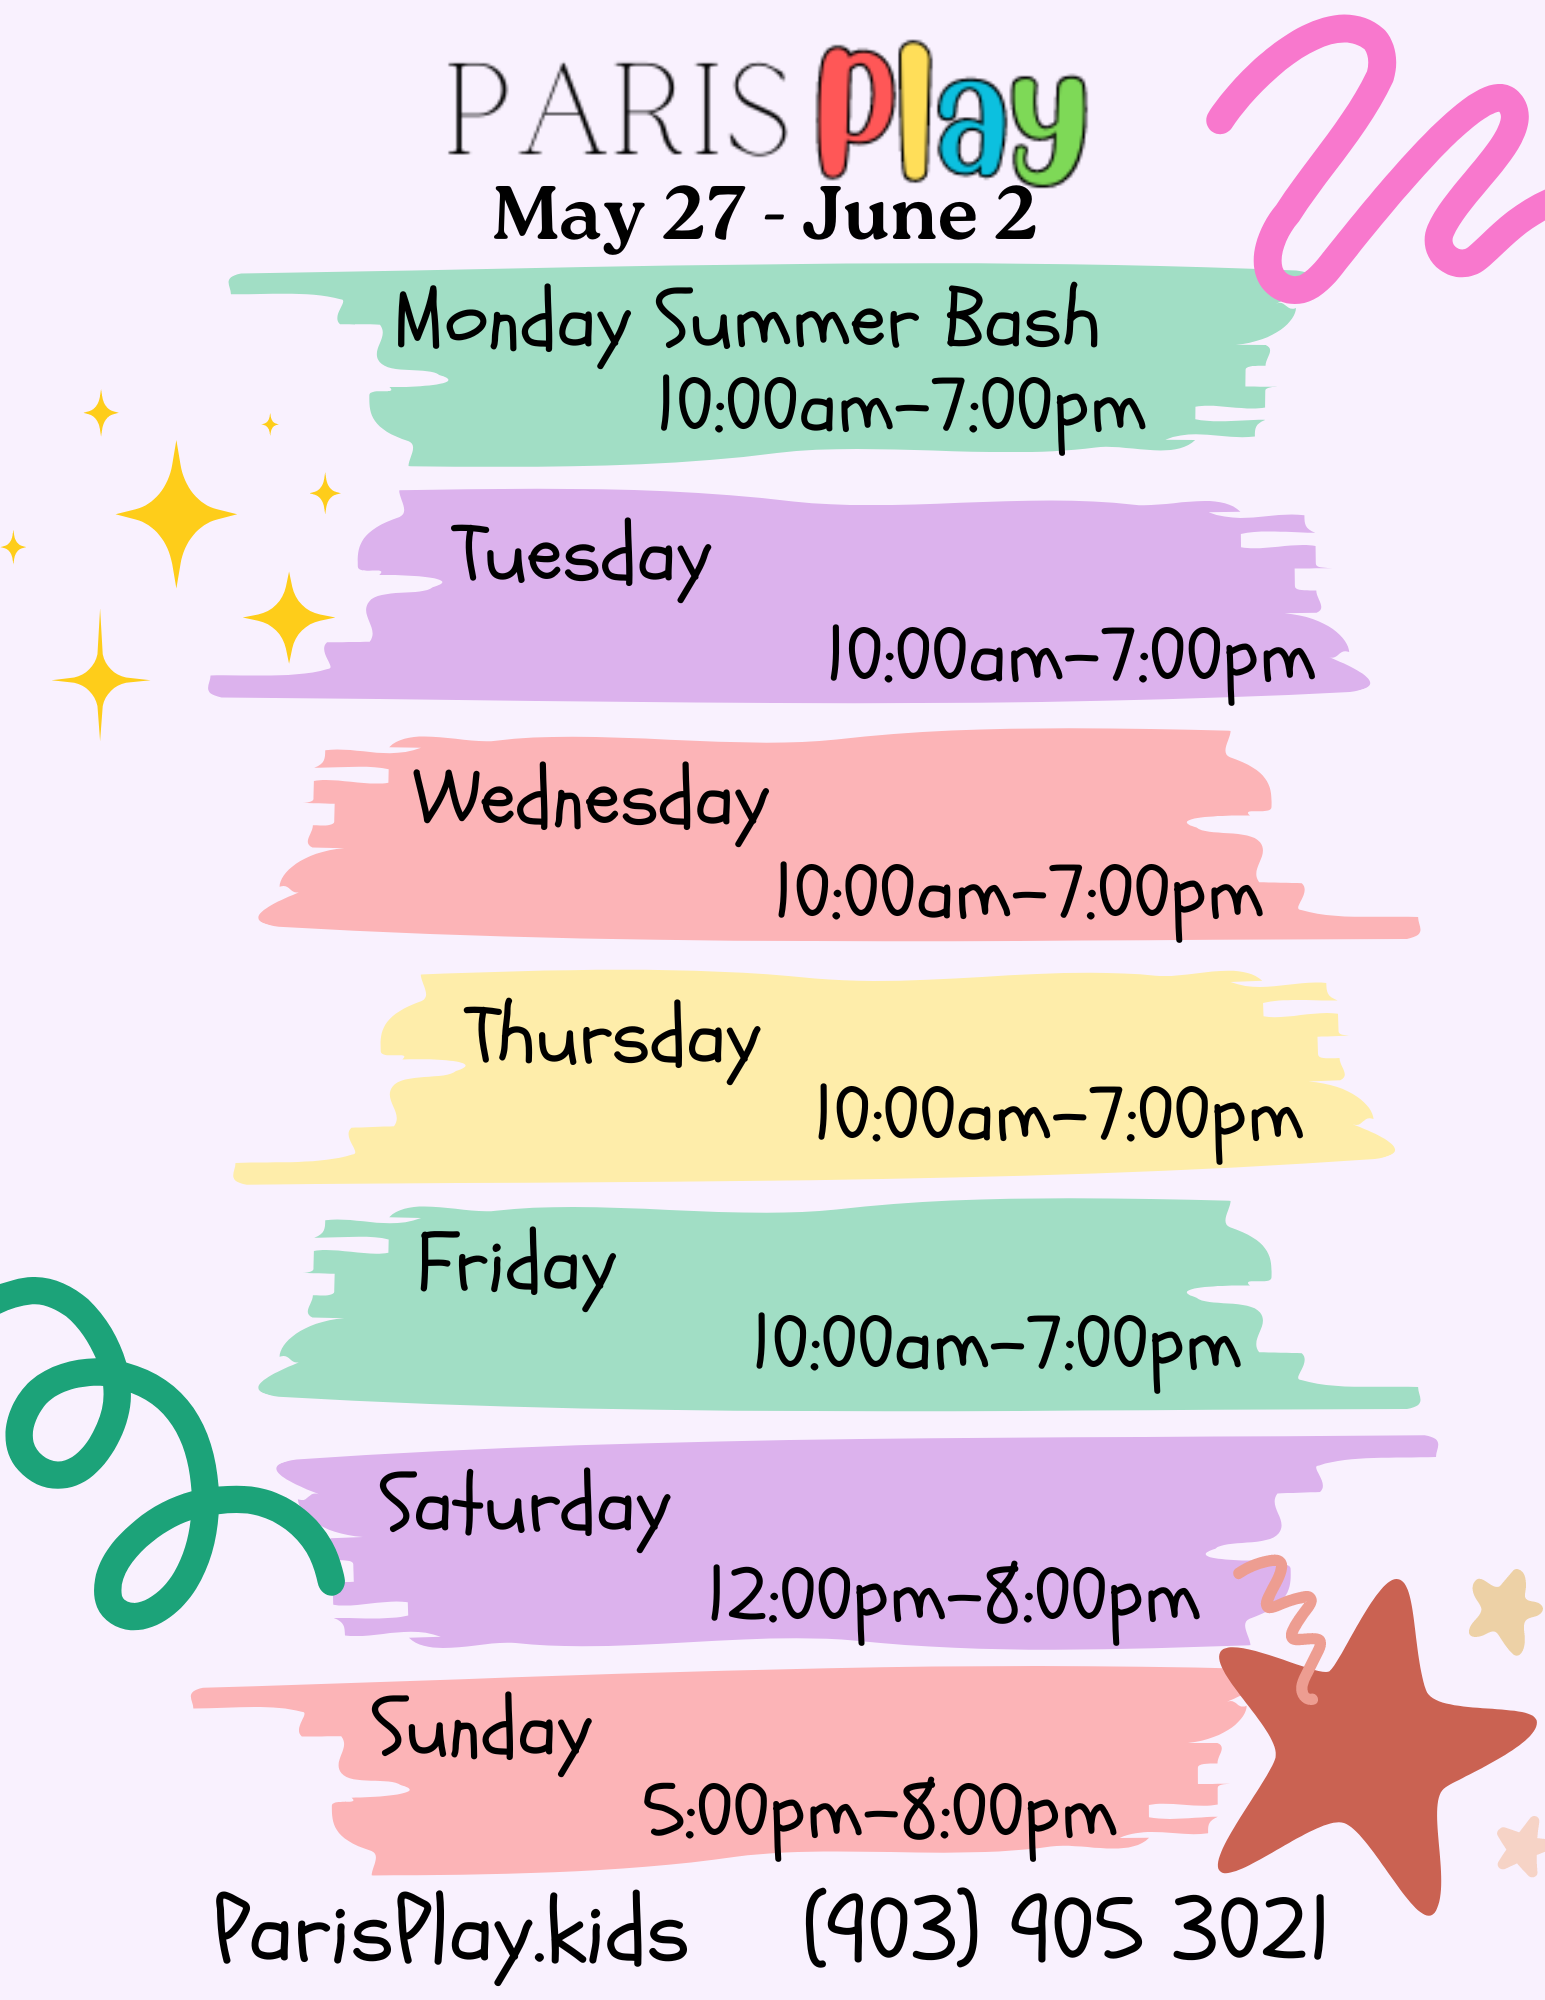 PARIS play
May 27 - June 2
Monday Summer Bash
10:00am-7:00pm
Tuesday
10:00am-7:00pm
Wednesday
10:00am-7:00pm
Thursday
10:00am-7:00pm
Friday
10:00am-7:00pm
Saturday
12:00pm-8:00pm
Sunday
5:00pm-8:00pm
ParisPlay.kids (903) 905 3021